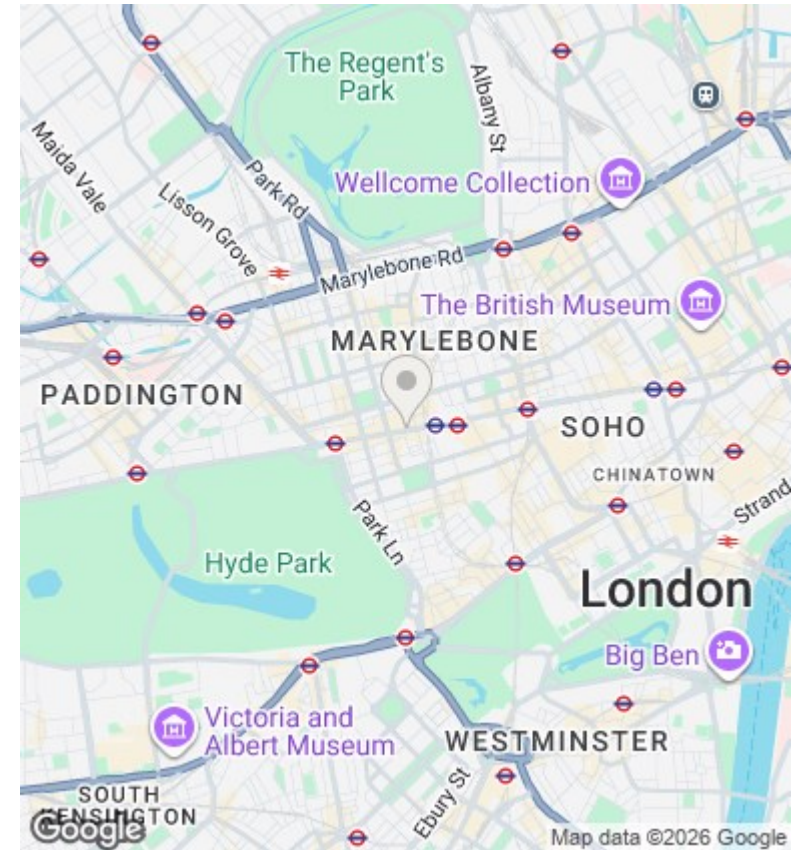 The Regent's
Park
Albany St
Maida Vale
Wellcome Collection
Park Rd
Lisson Grove
Marylebone Rd
The British Museum
MARYLEBONE
PADDINGTON
SOHO
CHINATOWN
Strand
Park Ln
Hyde Park
London
Big Ben
Victoria and
Albert Museum
WESTMINSTER
Ebury St
SOUTH
KENSINGTON
Google
Map data ©2026 Google